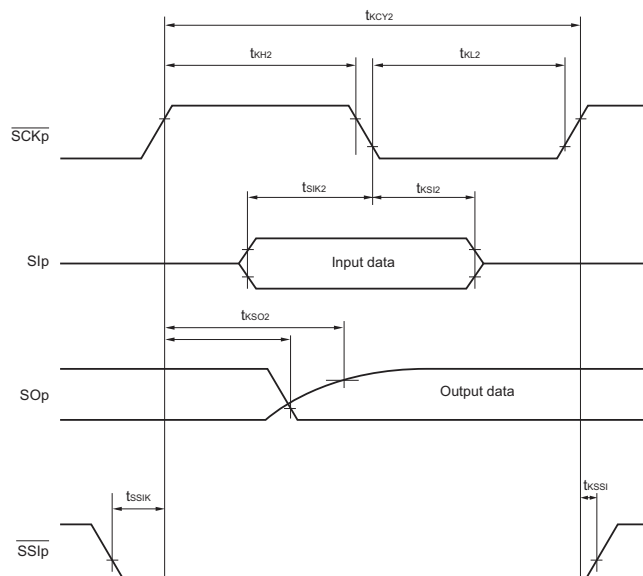 tKCY2
tKH2
tKL2
SCKp
tSIK2
tKSI2
SIp
Input data
tKSO2
SOp
Output data
tSSIK
tKSSI
SSIp